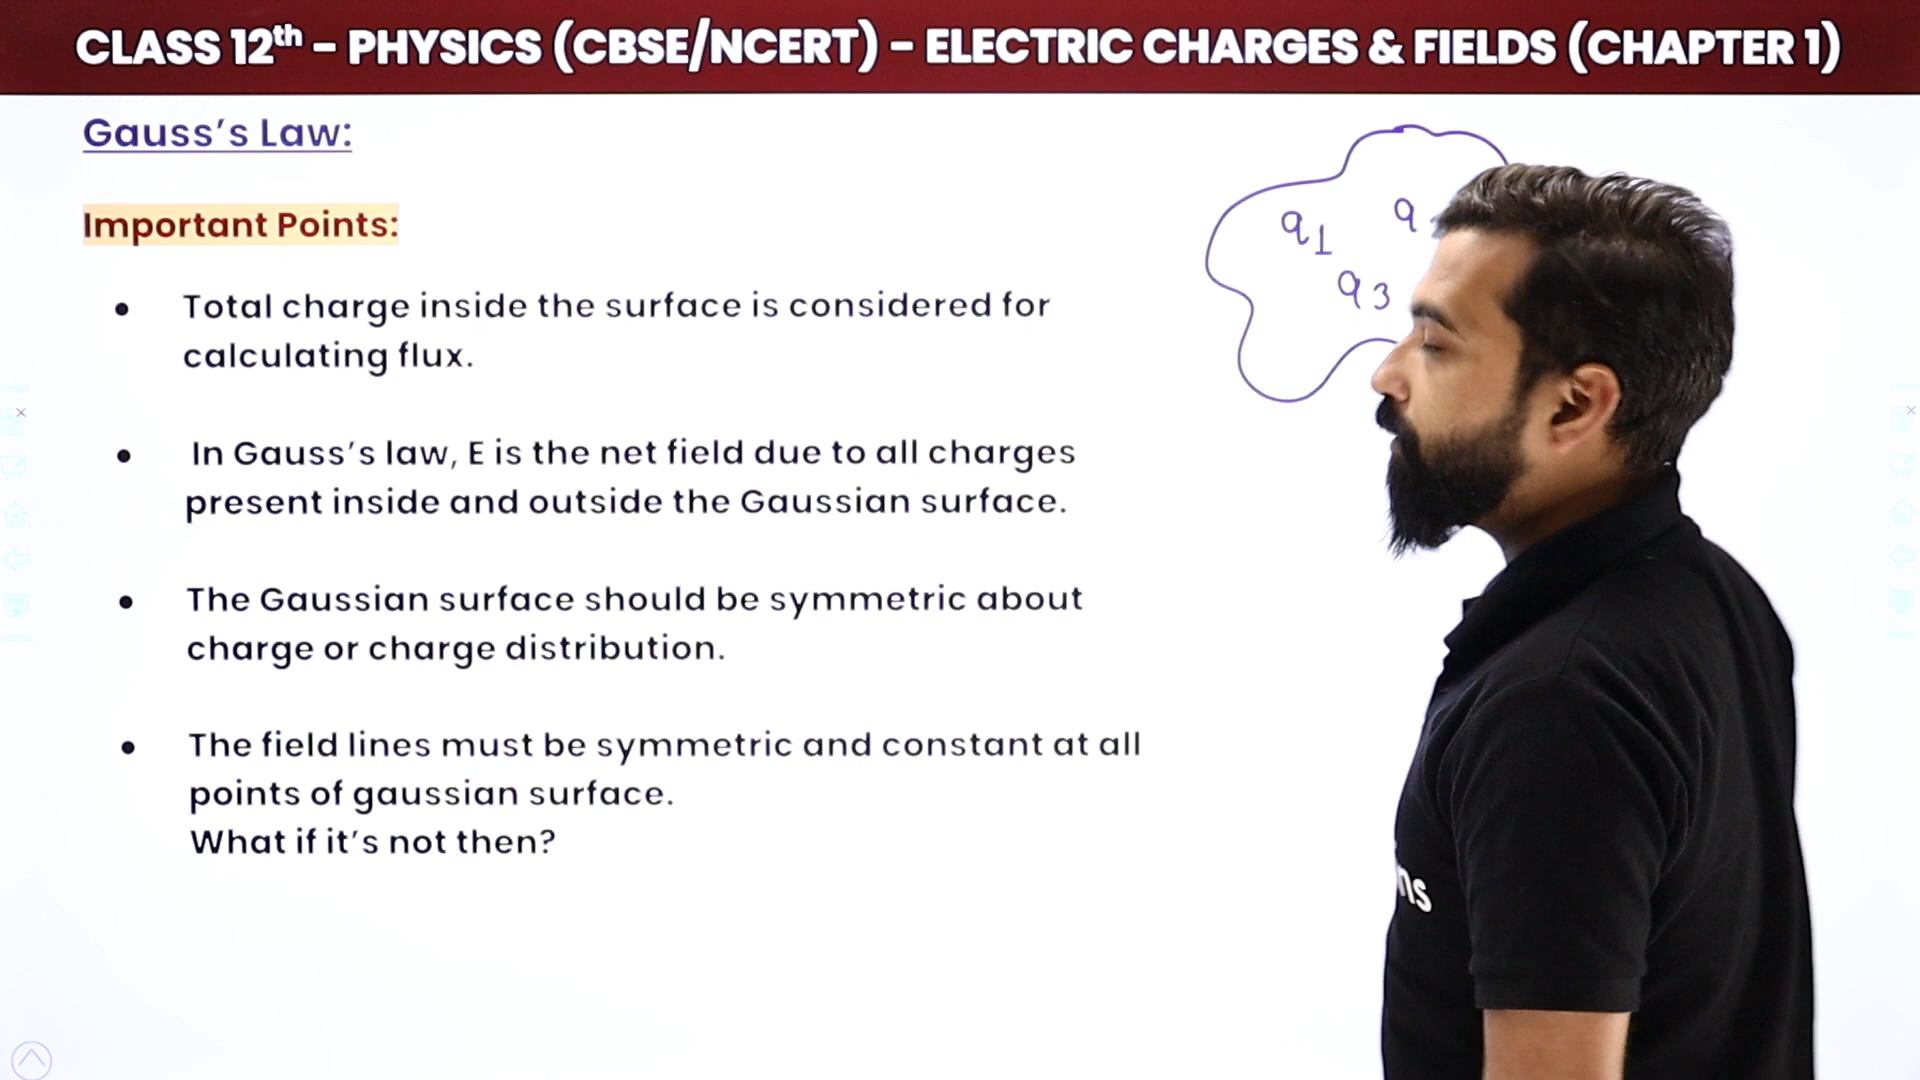 CLASS 12th – PHYSICS (CBSE/NCERT) – ELECTRIC CHARGES & FIELDS (CHAPTER 1)
Gauss’s Law:
Important Points:
• Total charge inside the surface is considered for
calculating flux.
• In Gauss’s law, E is the net field due to all charges
present inside and outside the Gaussian surface.
• The Gaussian surface should be symmetric about
charge or charge distribution.
• The field lines must be symmetric and constant at all
points of gaussian surface.
What if it’s not then?
q1 q
q3